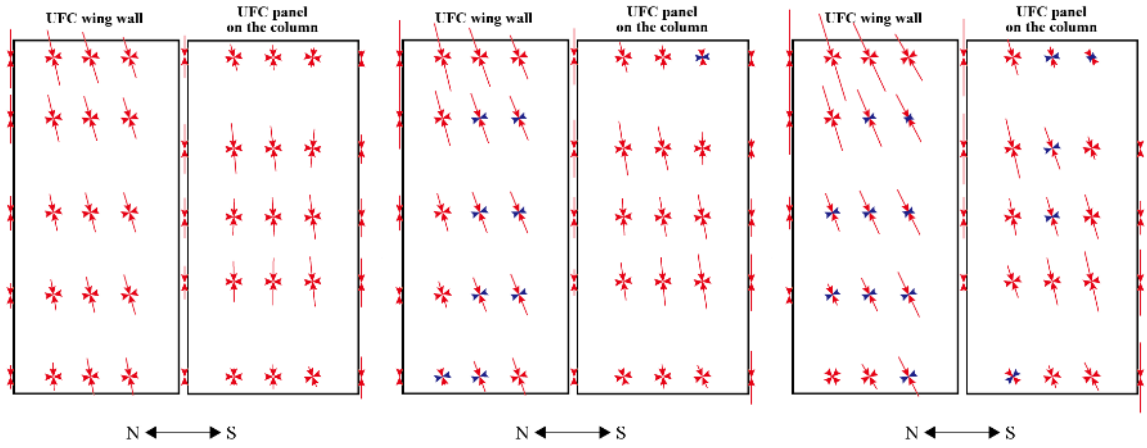 UFC wing wall
UFC panel
on the column
UFC wing wall
UFC panel
on the column
UFC wing wall
UFC panel
on the column
N S
N S
N S